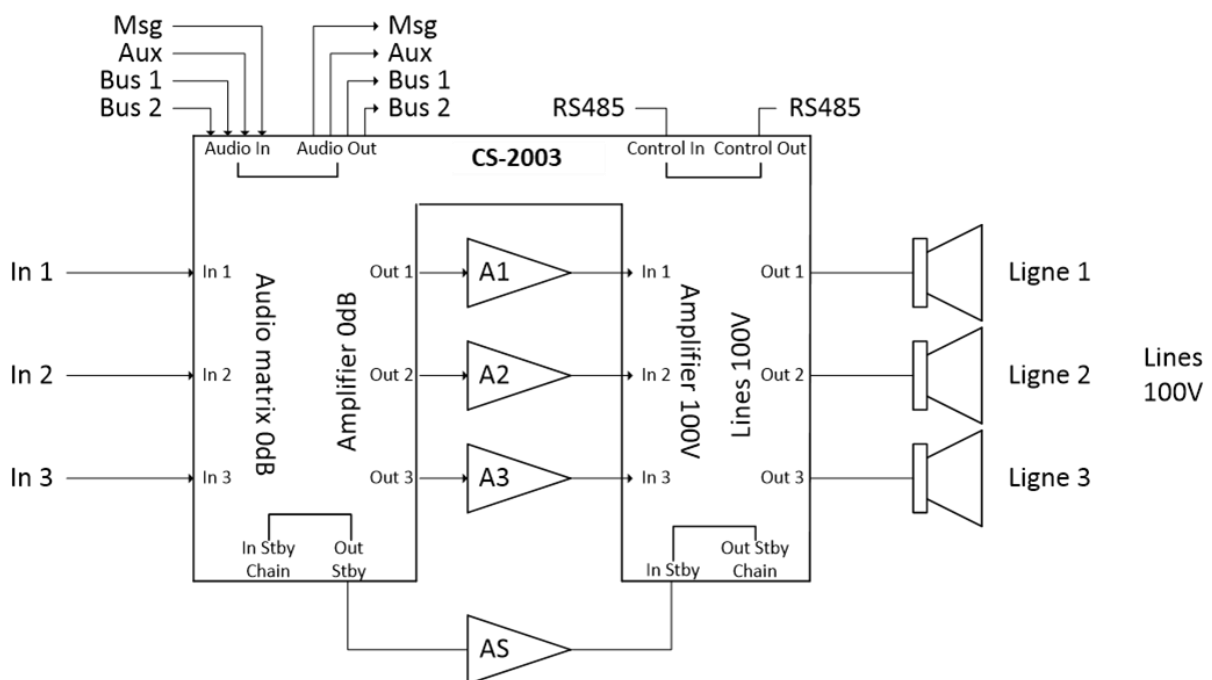 Msg
Aux
Bus 1
Bus 2
Msg
Aux
Bus 1
Bus 2
RS485
RS485
Audio In
Audio Out
CS-2003
Control In
Control Out
In 1
In 1
Out 1
A1
In 1
Out 1
Ligne 1
In 2
In 2
Out 2
A2
In 2
Out 2
Ligne 2
In 3
In 3
Out 3
A3
In 3
Out 3
Ligne 3
Audio matrix 0dB
Amplifier 0dB
Amplifier 100V
Lines 100V
Lines
100V
In Stby
Chain
Out
Stby
In Stby
Out Stby
Chain
AS